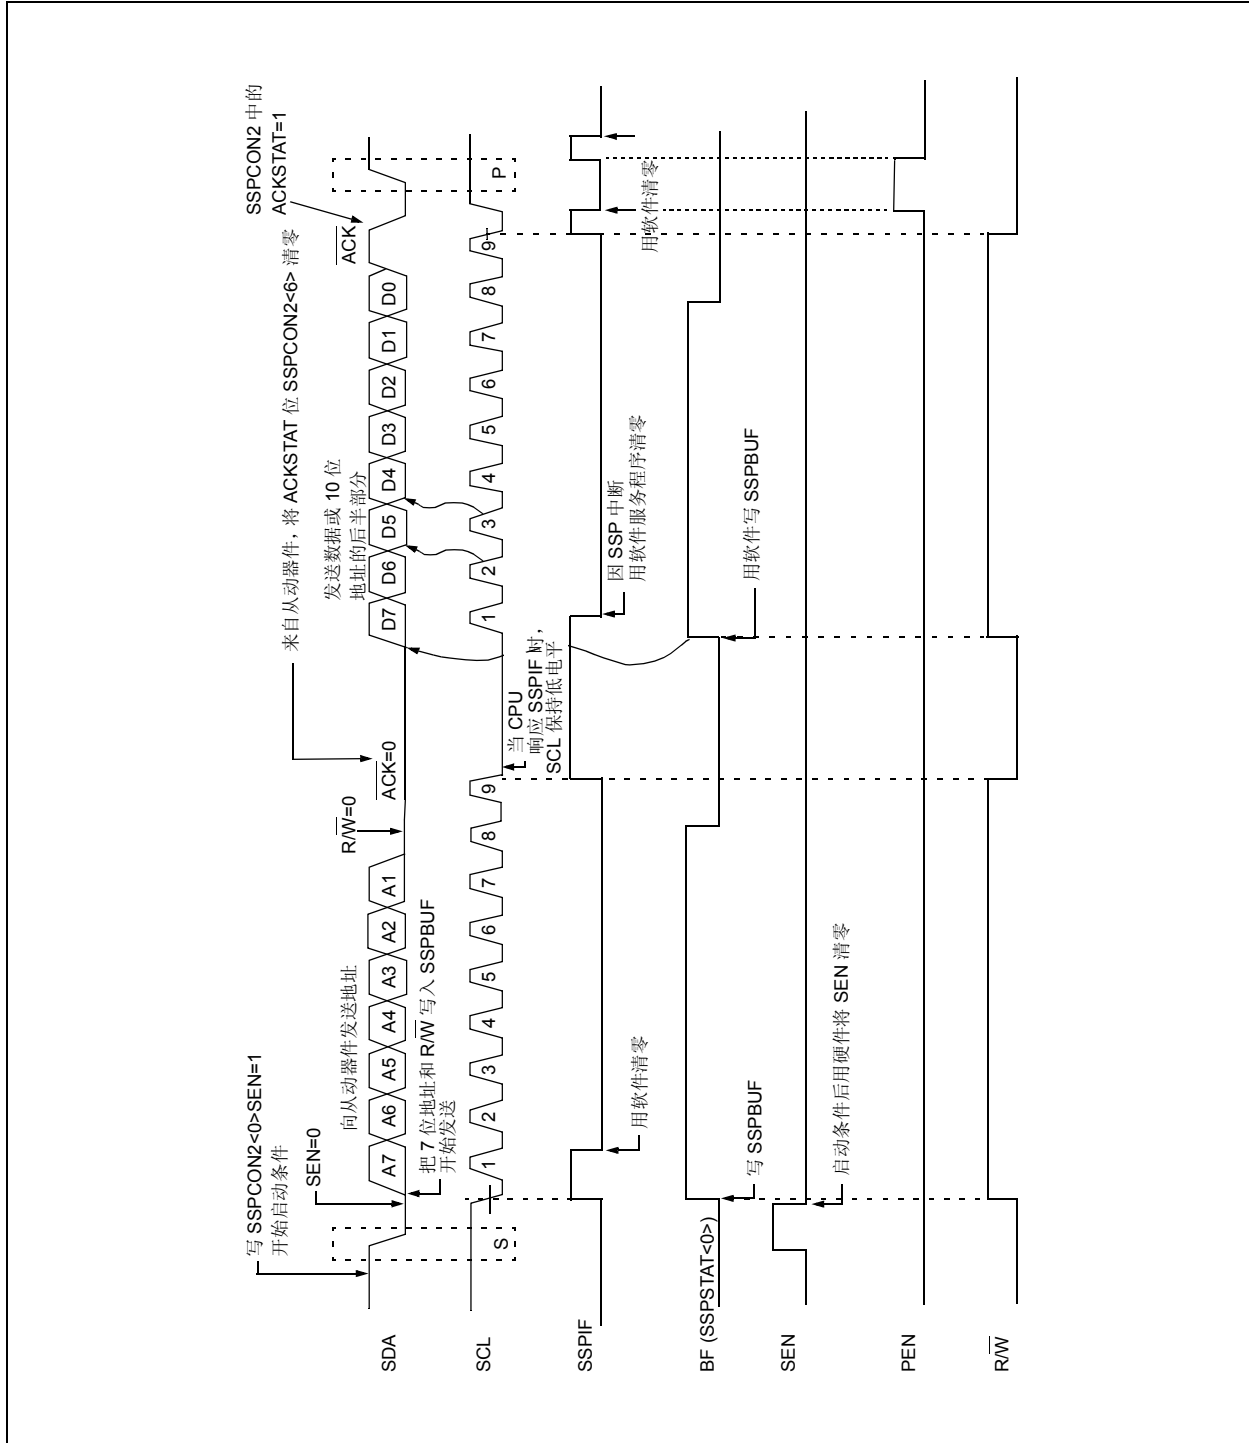 写 SSPCON2<0>SEN=1
开始启动条件
SEN=0
向从动器件发送地址
R/W=0
来自从动器件，将 ACKSTAT 位 SSPCON2<6> 清零
ACK=0
发送数据或 10 位
地址的后半部分
SSPCON2 中的
ACKSTAT=1
ACK
SDA
A7 A6 A5 A4 A3 A2 A1
D7 D6 D5 D4 D3 D2 D1 D0
把 7 位地址和 R/W 写入 SSPBUF
开始发送
SCL
S
1 2 3 4 5 6 7 8 9
1 2 3 4 5 6 7 8 9
P
当 CPU
响应 SSPIF 时，
SCL 保持低电平
SSPIF
用软件清零
因 SSP 中断
用软件服务程序清零
用软件清零
BF (SSPSTAT<0>)
写 SSPBUF
用软件写 SSPBUF
SEN
启动条件后用硬件将 SEN 清零
PEN
R/W